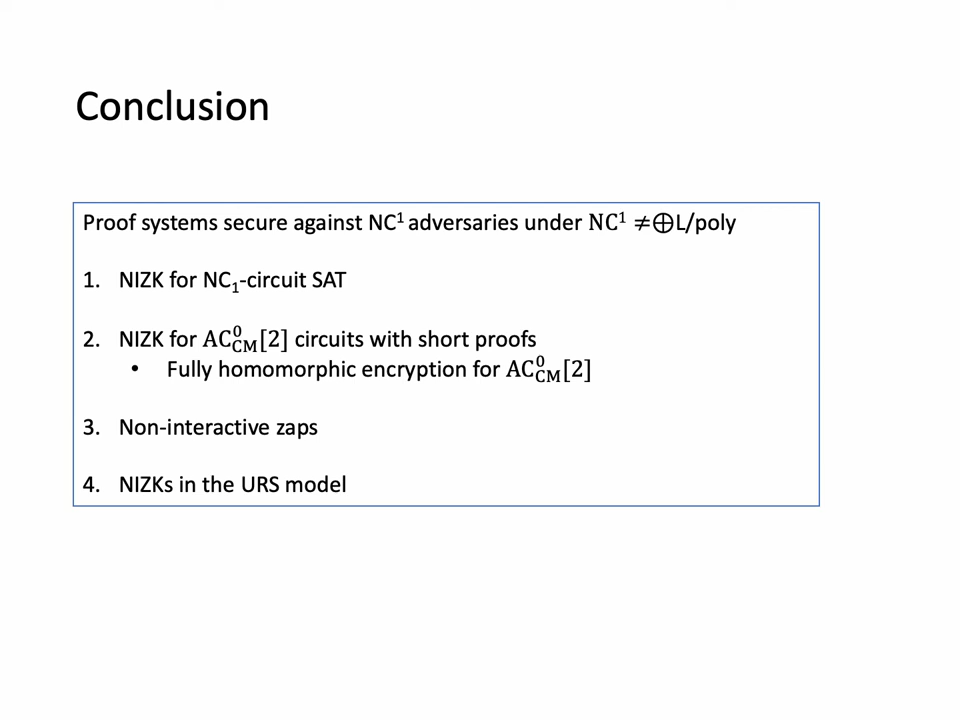 Conclusion
Proof systems secure against NC¹ adversaries under NC¹ ≠⨁L/poly
1. NIZK for NC₁-circuit SAT
2. NIZK for AC⁰_CM[2] circuits with short proofs
• Fully homomorphic encryption for AC⁰_CM[2]
3. Non-interactive zaps
4. NIZKs in the URS model